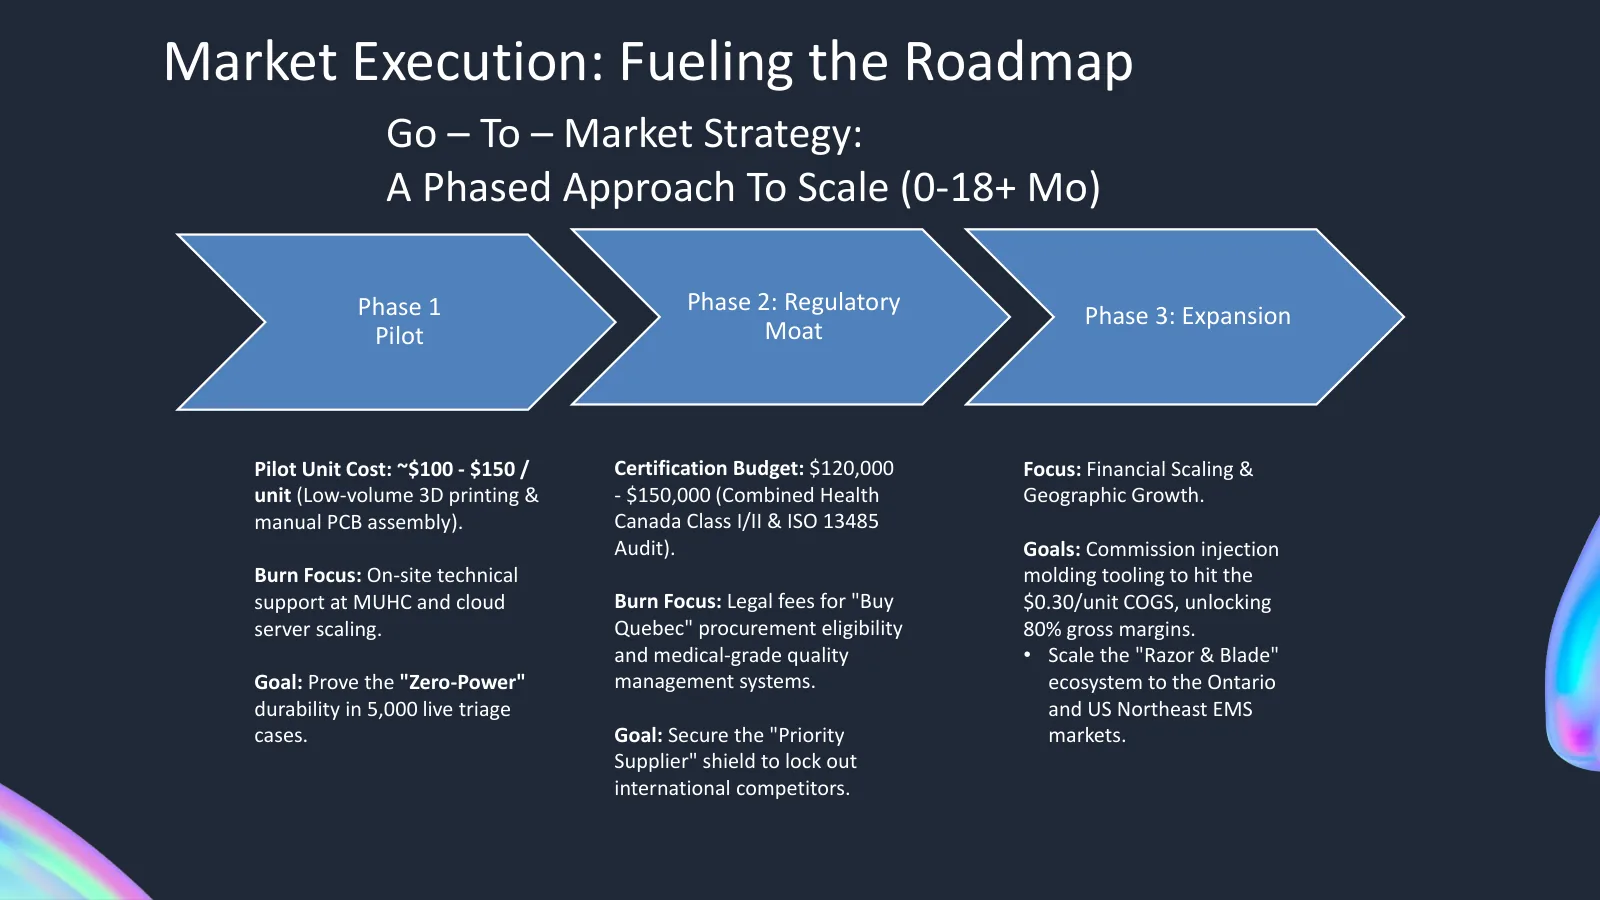 Market Execution: Fueling the Roadmap
Go – To – Market Strategy:
A Phased Approach To Scale (0-18+ Mo)
Phase 1
Pilot
Phase 2: Regulatory
Moat
Phase 3: Expansion
Pilot Unit Cost: ~$100 - $150 /
unit (Low-volume 3D printing &
manual PCB assembly).
Burn Focus: On-site technical
support at MUHC and cloud
server scaling.
Goal: Prove the "Zero-Power"
durability in 5,000 live triage
cases.
Certification Budget: $120,000
- $150,000 (Combined Health
Canada Class I/II & ISO 13485
Audit).
Burn Focus: Legal fees for "Buy
Quebec" procurement eligibility
and medical-grade quality
management systems.
Goal: Secure the "Priority
Supplier" shield to lock out
international competitors.
Focus: Financial Scaling &
Geographic Growth.
Goals: Commission injection
molding tooling to hit the
$0.30/unit COGS, unlocking
80% gross margins.
• Scale the "Razor & Blade"
ecosystem to the Ontario
and US Northeast EMS
markets.